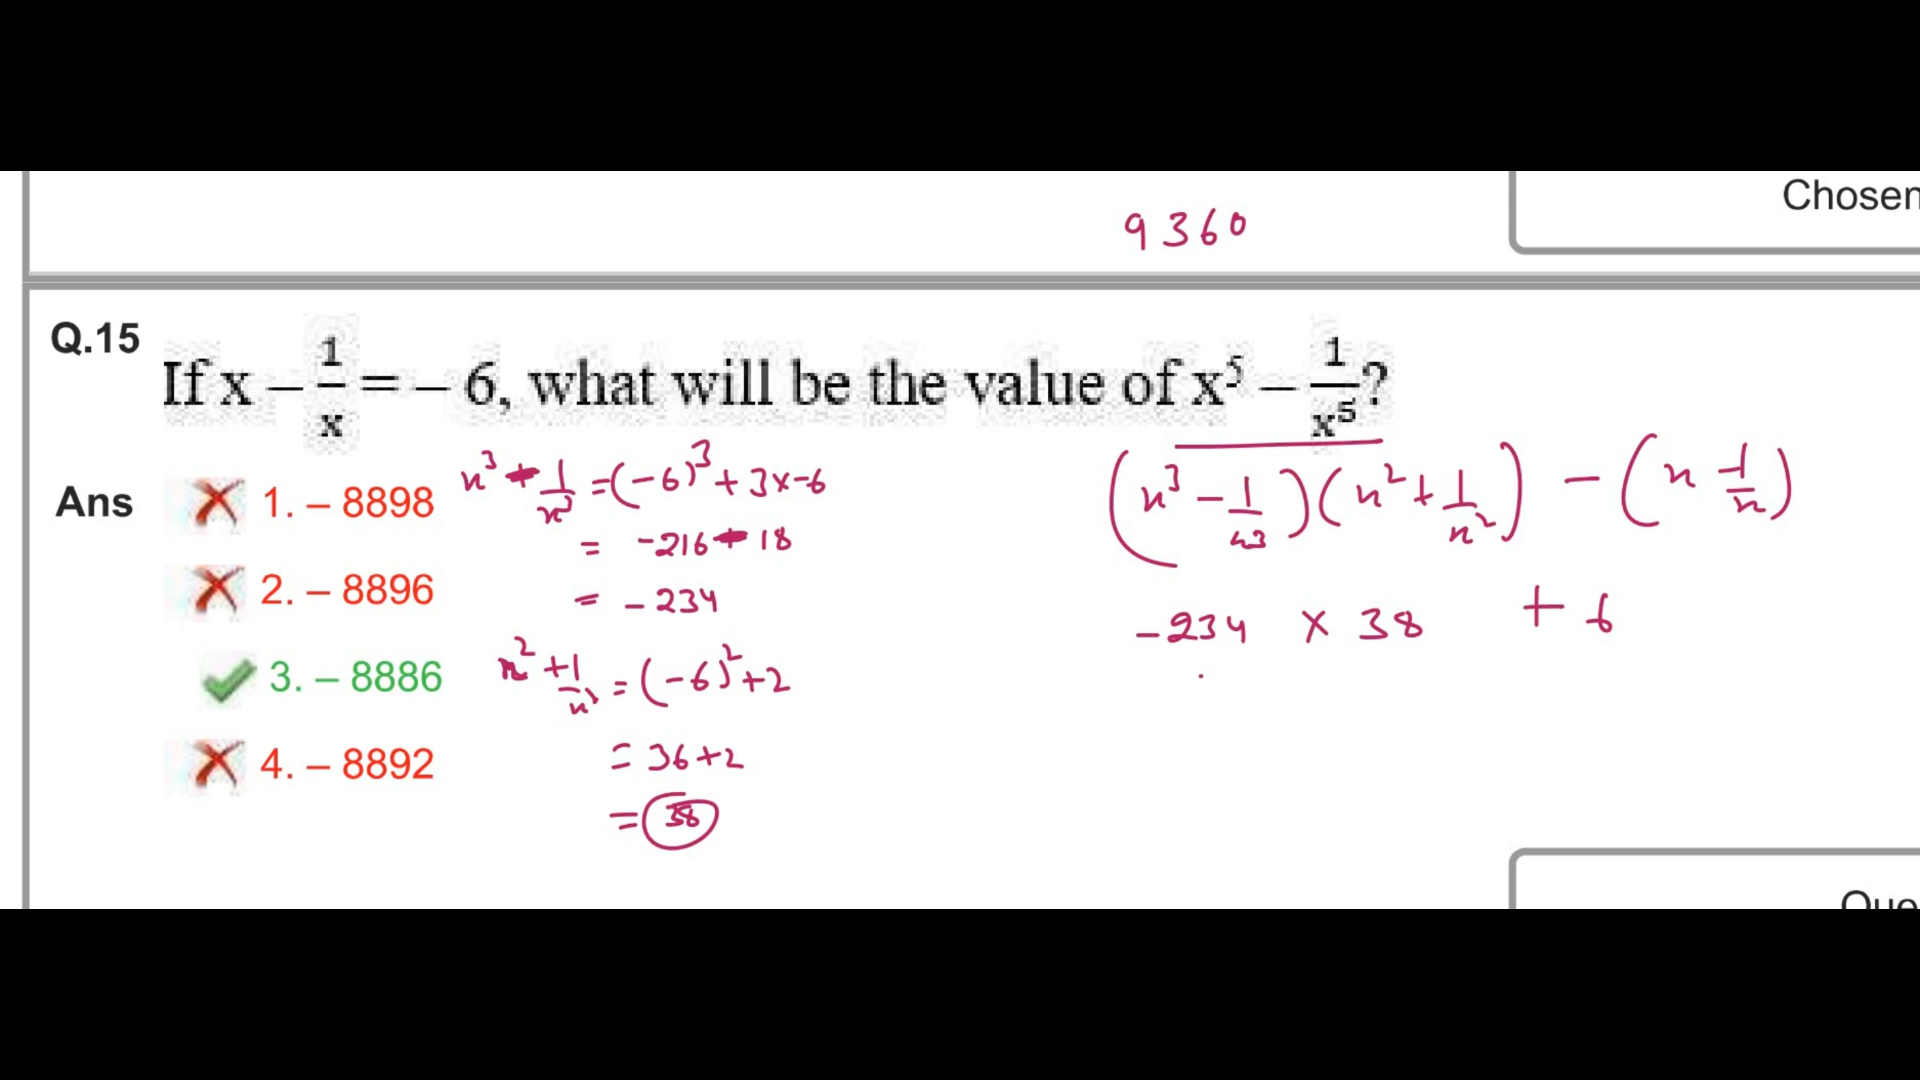 Chosen
9360
Q.15 If x – 1/x = – 6, what will be the value of x⁵ – 1/x⁵?
Ans
1. – 8898
2. – 8896
3. – 8886
4. – 8892
x³ - 1/x³ = (-6)³ + 3x-6
= -216 - 18
= -234
x² + 1/x² = (-6)² + 2
= 36+2
= 38
(x³ - 1/x³)(x² + 1/x²) - (x - 1/x)
-234 × 38 + 6